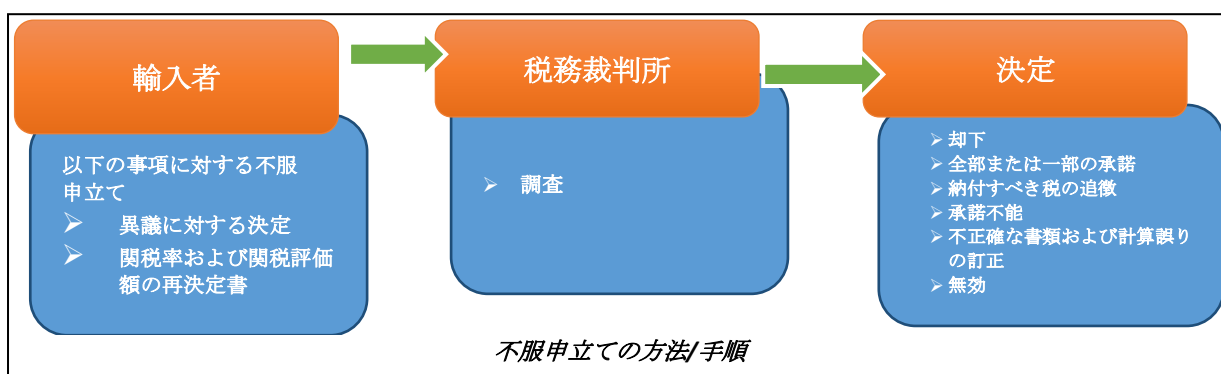 輸入者
以下の事項に対する不服
申立て
➢ 異議に対する決定
➢ 関税率および関税評価
額の再決定書
税務裁判所
➢ 調査
決定
➢ 却下
➢ 全部または一部の承諾
➢ 納付すべき税の追徴
➢ 承諾不能
➢ 不正確な書類および計算誤り
の訂正
➢ 無効
不服申立ての方法/手順